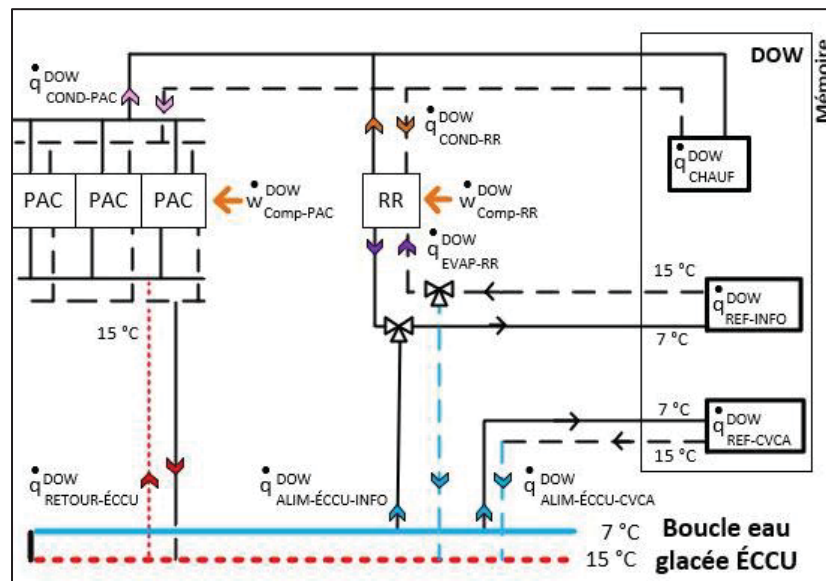 DOW
Mémoire
q̇ DOW COND-PAC
q̇ DOW COND-RR
q̇ DOW CHAUF
PAC PAC PAC
ẇ DOW Comp-PAC
RR
ẇ DOW Comp-RR
q̇ DOW EVAP-RR
15 °C
q̇ DOW REF-INFO
7 °C
15 °C
7 °C
q̇ DOW REF-CVCA
15 °C
q̇ DOW RETOUR-ÉCCU
q̇ DOW ALIM-ÉCCU-INFO
q̇ DOW ALIM-ÉCCU-CVCA
7 °C
Boucle eau
15 °C
glacée ÉCCU